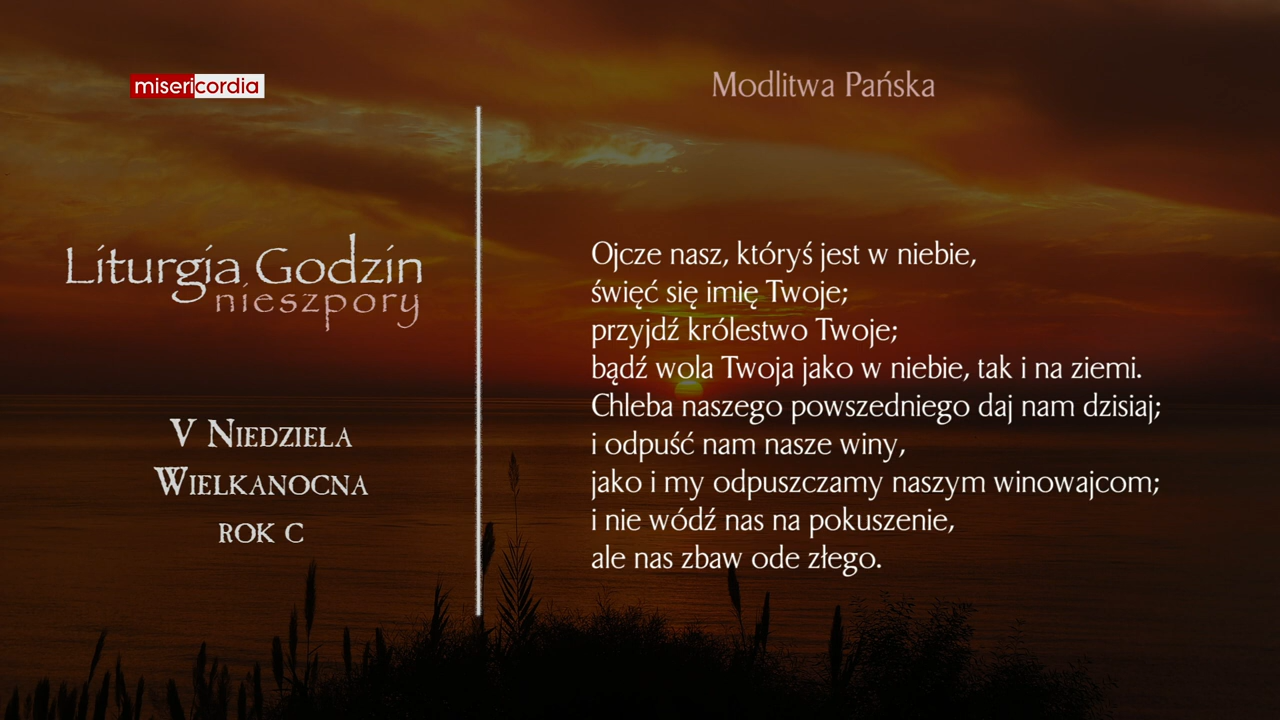 misericordia
Liturgia Godzin
nieszpory
V Niedziela
Wielkanocna
rok C
Modlitwa Pańska
Ojcze nasz, któryś jest w niebie,
święć się imię Twoje;
przyjdź królestwo Twoje;
bądź wola Twoja jako w niebie, tak i na ziemi.
Chleba naszego powszedniego daj nam dzisiaj;
i odpuść nam nasze winy,
jako i my odpuszczamy naszym winowajcom;
i nie wódź nas na pokuszenie,
ale nas zbaw ode złego.